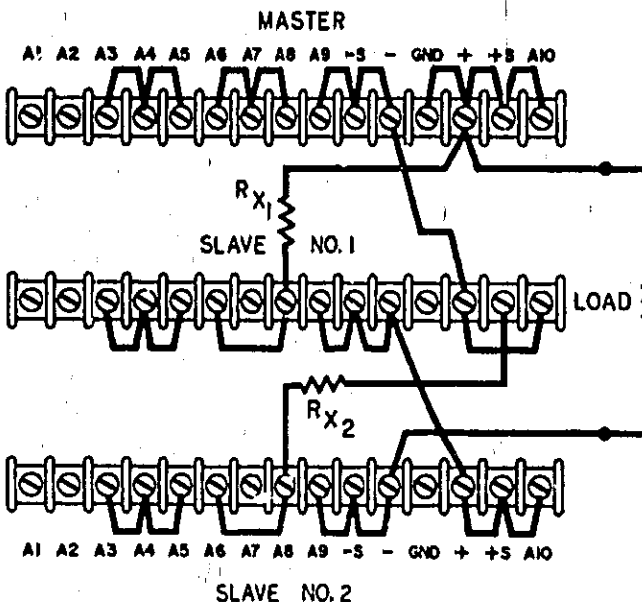 MASTER
A1 A2 A3 A4 A5 A6 A7 A8 A9 -S - GND + +S A10
RX1
SLAVE NO.1
LOAD
RX2
A1 A2 A3 A4 A5 A6 A7 A8 A9 -S - GND + +S A10
SLAVE NO.2